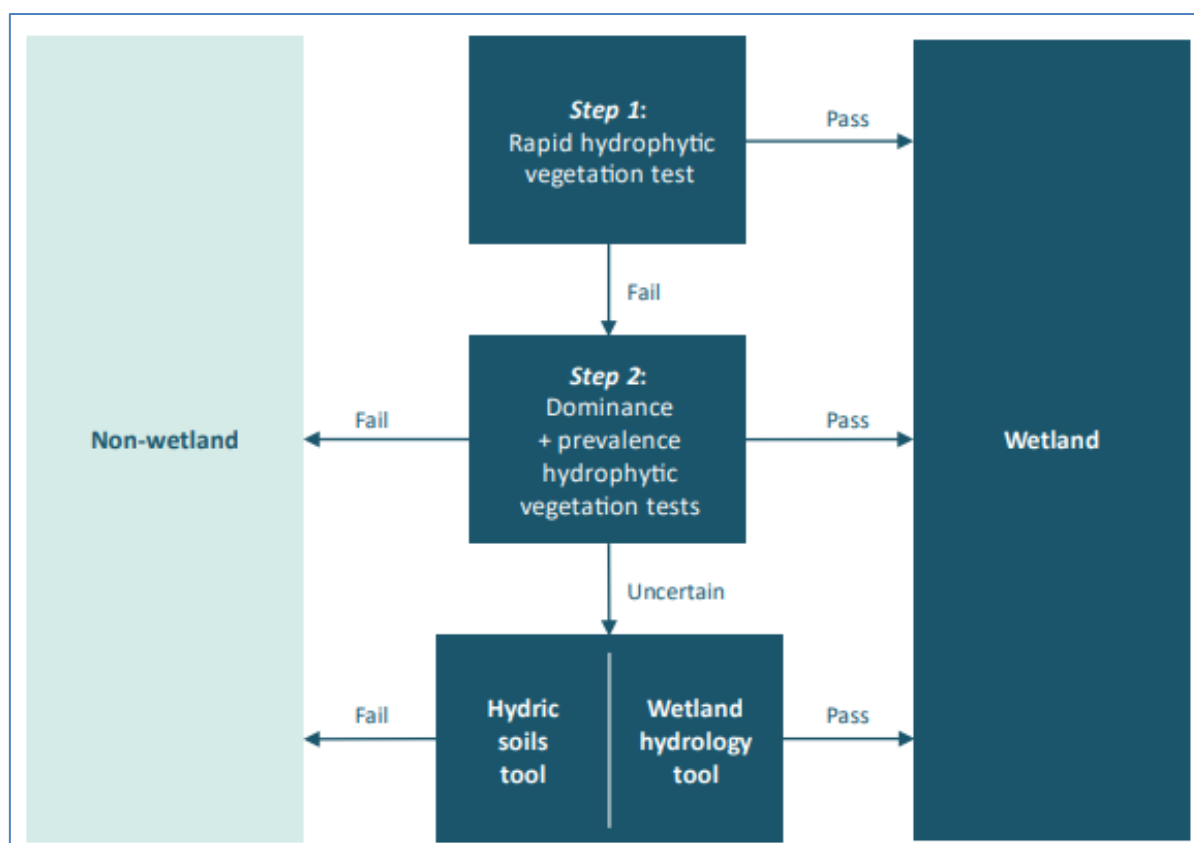 Step 1:
Rapid hydrophytic
vegetation test
Pass
Fail
Step 2:
Dominance
+ prevalence
hydrophytic
vegetation tests
Fail
Pass
Non-wetland
Wetland
Uncertain
Hydric
soils
tool
Wetland
hydrology
tool
Fail
Pass